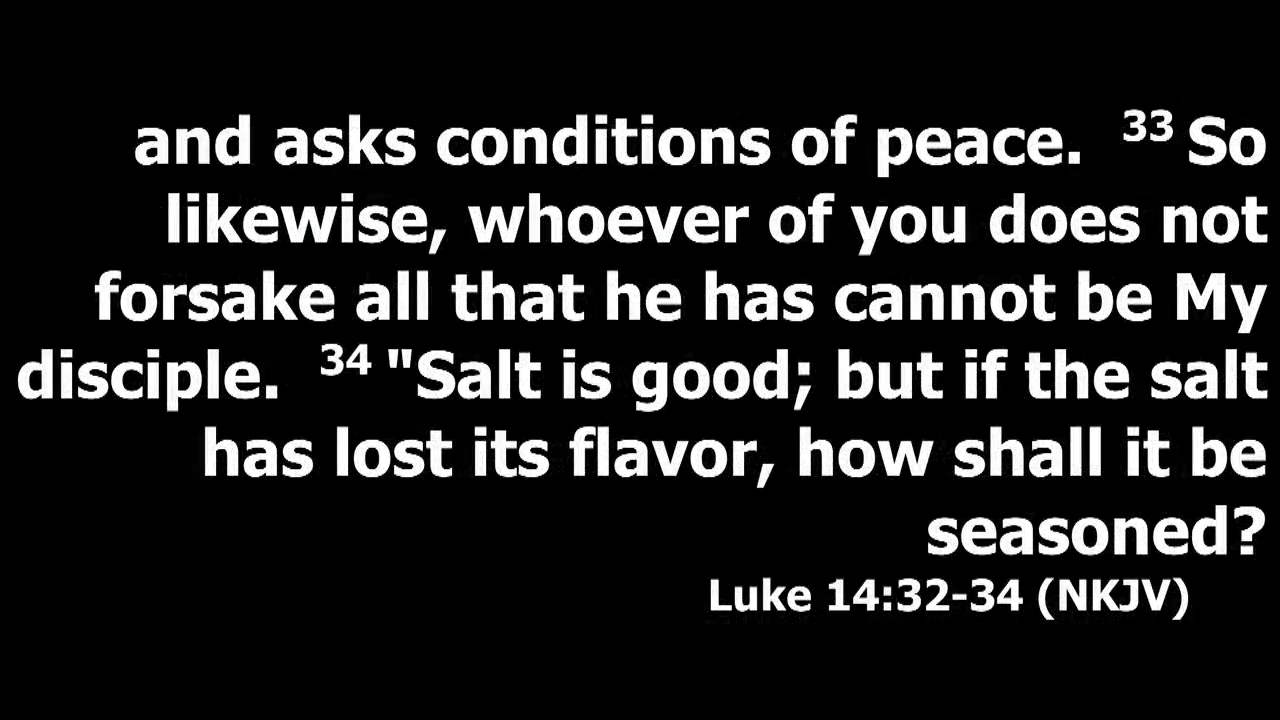 and asks conditions of peace. 33 So
likewise, whoever of you does not
forsake all that he has cannot be My
disciple. 34 "Salt is good; but if the salt
has lost its flavor, how shall it be
seasoned?
Luke 14:32-34 (NKJV)